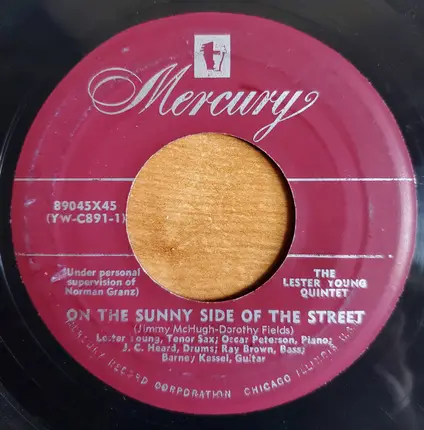 Mercury
89045X45
(YW-C891-1)
(Under personal
supervision of
Norman Granz)
THE
LESTER YOUNG
QUINTET
ON THE SUNNY SIDE OF THE STREET
(Jimmy McHugh-Dorothy Fields)
Lester Young, Tenor Sax; Oscar Peterson, Piano;
J. C. Heard, Drums; Ray Brown, Bass;
Barney Kessel, Guitar
MERCURY RECORD CORPORATION CHICAGO ILLINOIS